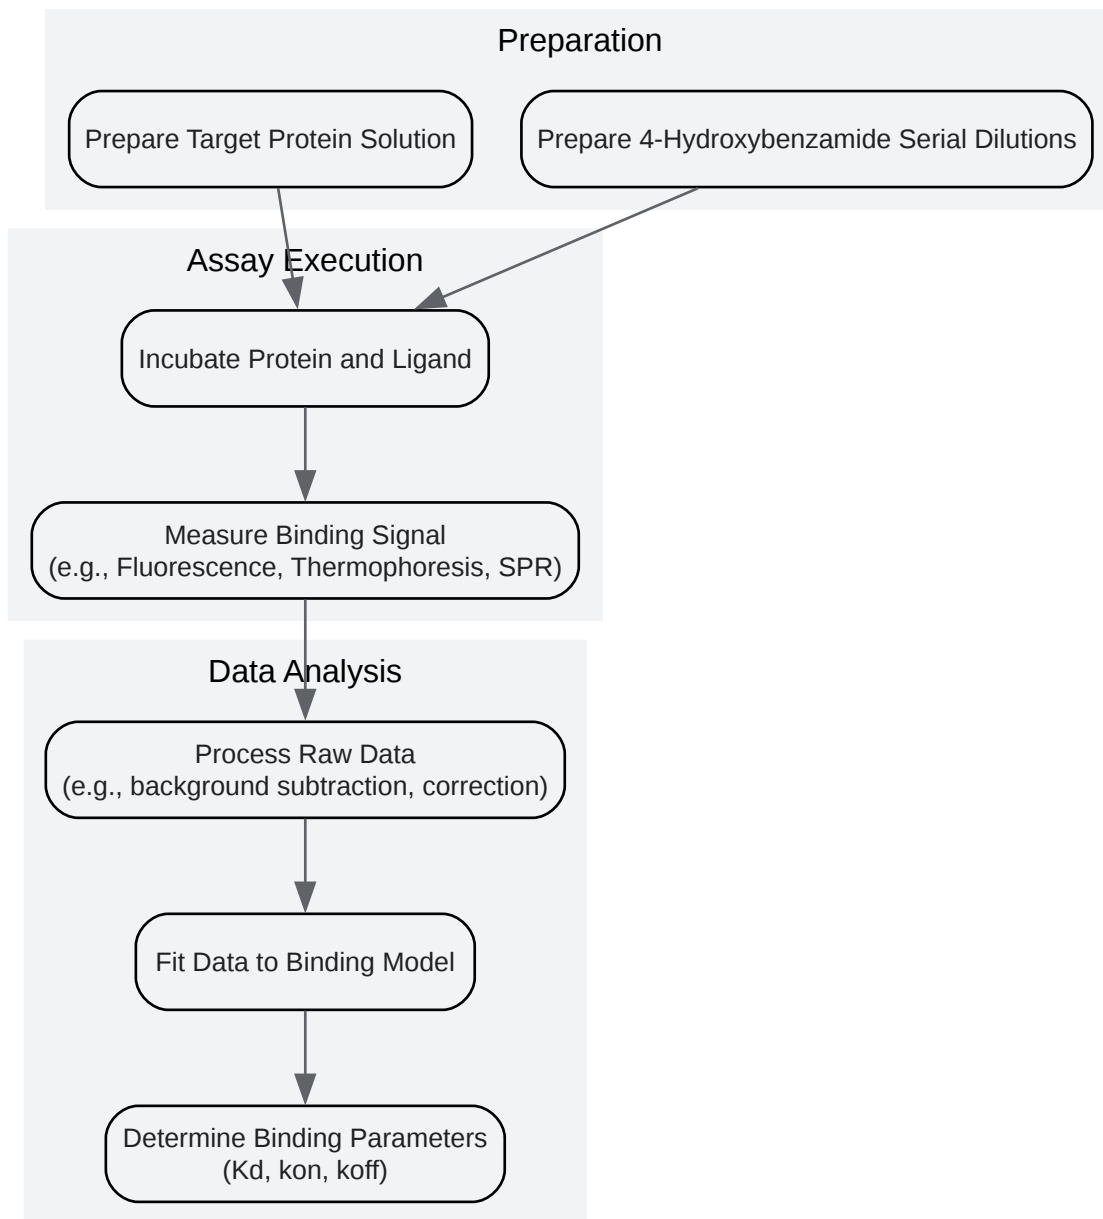 Preparation
Prepare Target Protein Solution
Prepare 4-Hydroxybenzamide Serial Dilutions
Assay Execution
Incubate Protein and Ligand
Measure Binding Signal
(e.g., Fluorescence, Thermophoresis, SPR)
Data Analysis
Process Raw Data
(e.g., background subtraction, correction)
Fit Data to Binding Model
Determine Binding Parameters
(Kd, kon, koff)